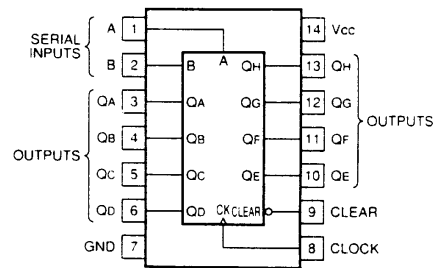 A 1 A 14 Vcc
SERIAL INPUTS
B 2 B QH 13 QH
QA 3 QA QG 12 QG
OUTPUTS
QB 4 QB QF 11 QF
OUTPUTS
QC 5 QC QE 10 QE
QD 6 QD CK CLEAR 9 CLEAR
GND 7 8 CLOCK